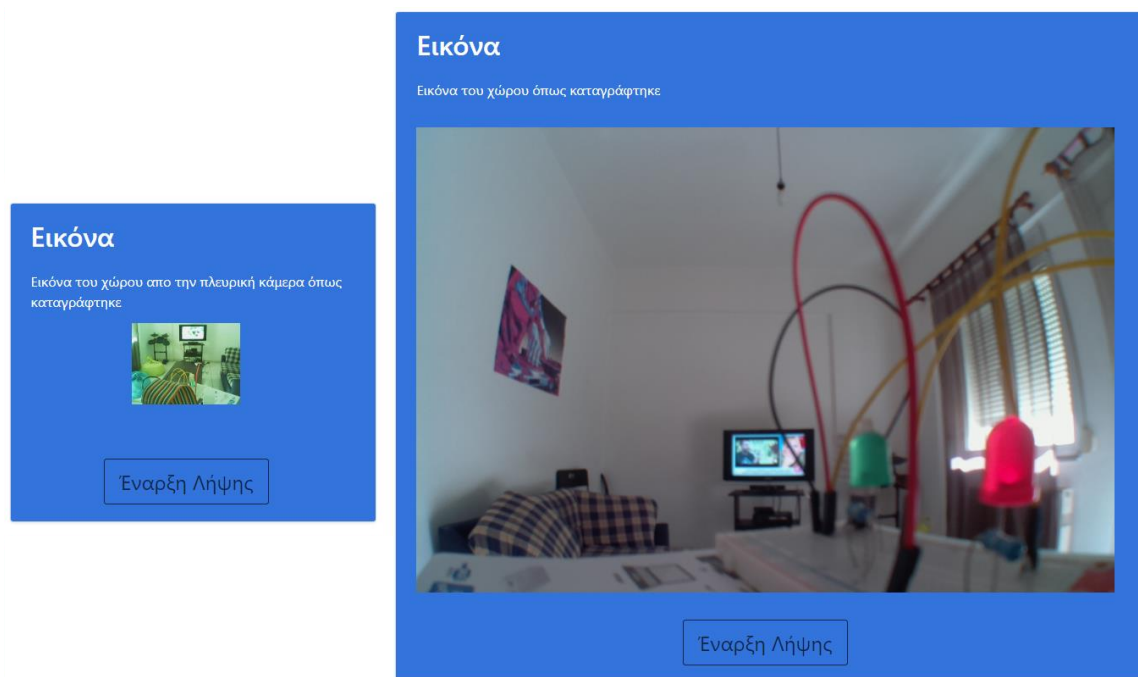 Εικόνα
Εικόνα του χώρου απο την πλευρική κάμερα όπως
καταγράφτηκε
Έναρξη Λήψης
Εικόνα
Εικόνα του χώρου όπως καταγράφτηκε
Έναρξη Λήψης